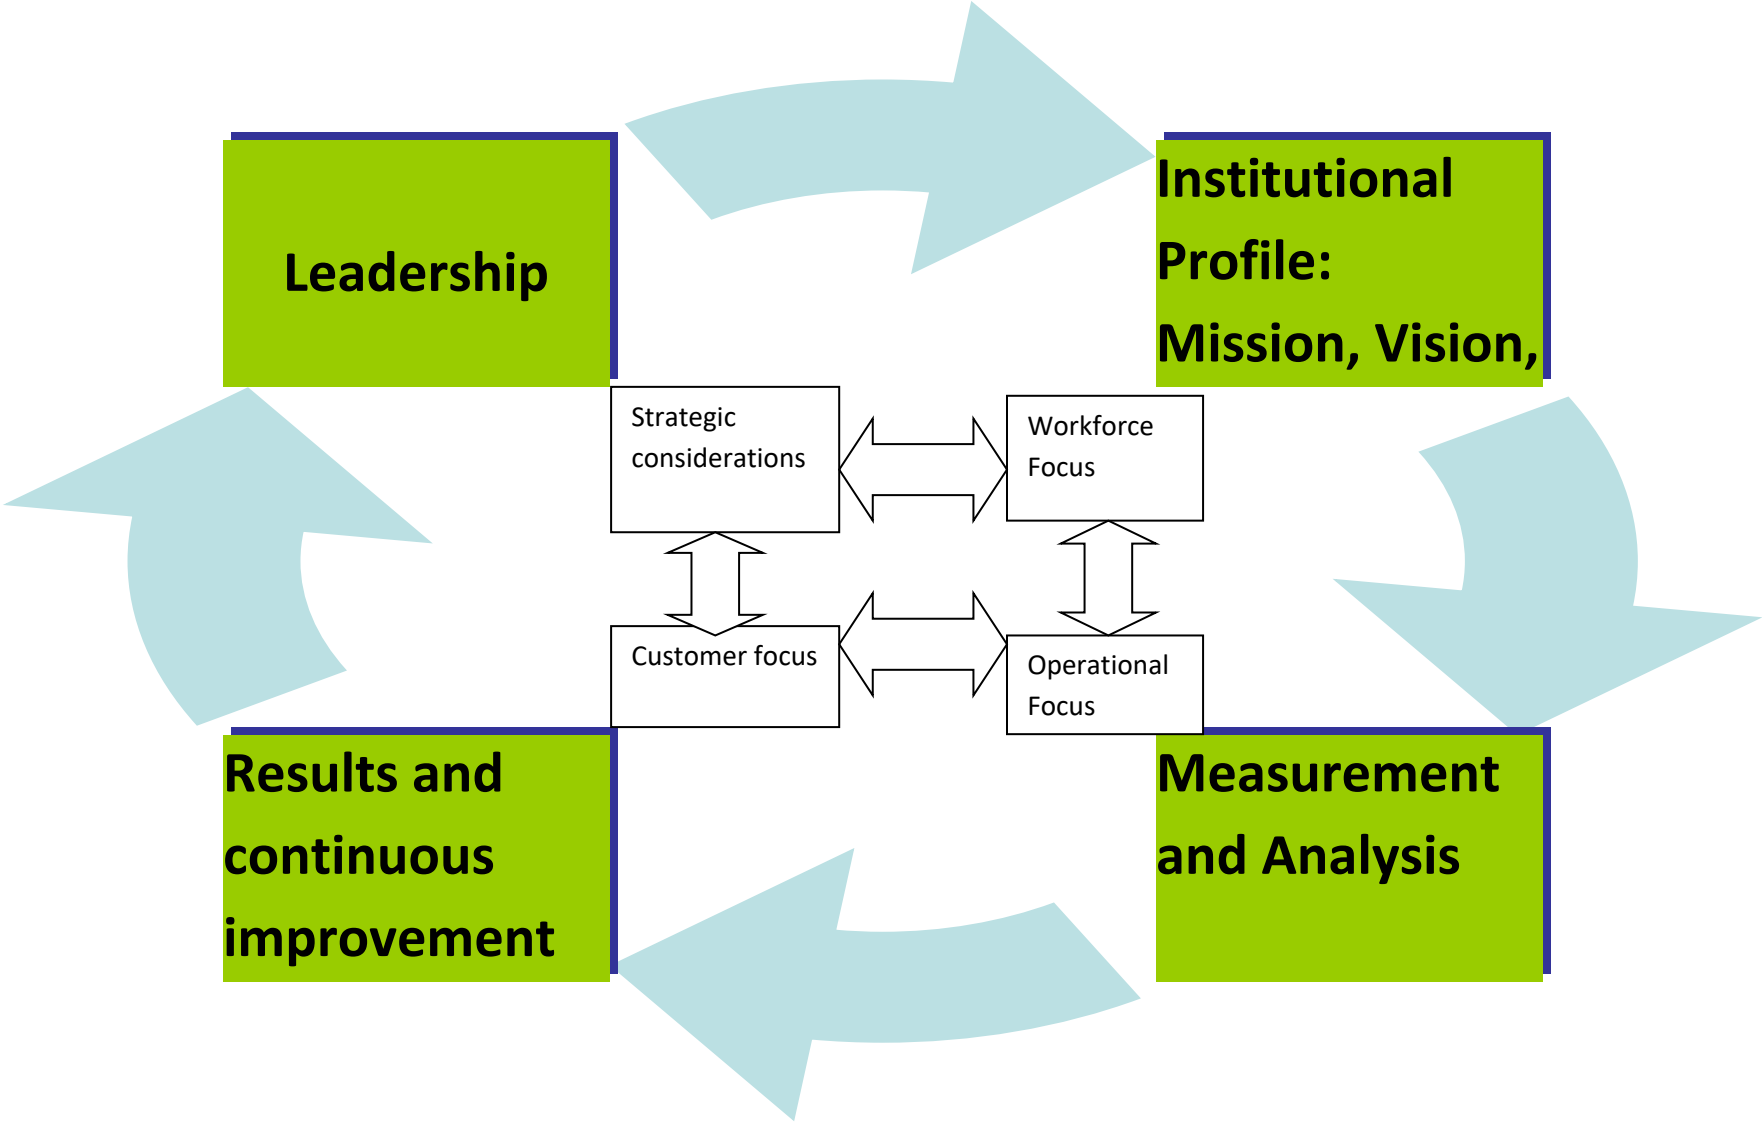 Leadership
Institutional
Profile:
Mission, Vision,
Strategic
considerations
Workforce
Focus
Customer focus
Operational
Focus
Results and
continuous
improvement
Measurement
and Analysis